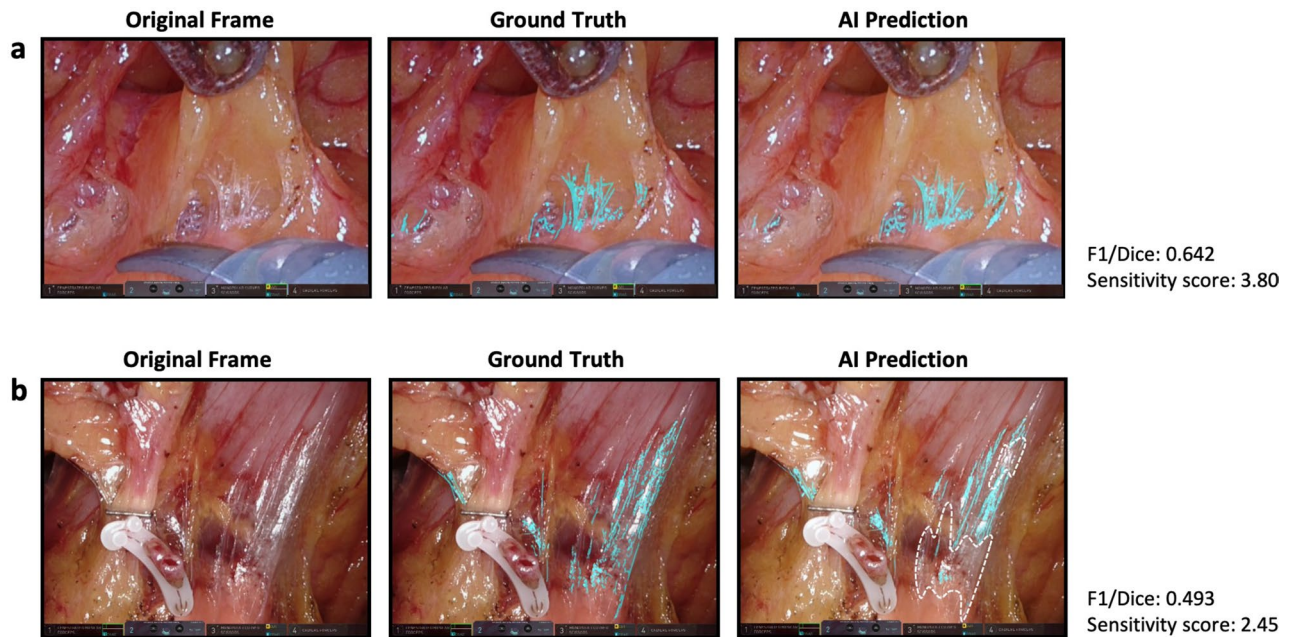 Original Frame
Ground Truth
AI Prediction
a
F1/Dice: 0.642
Sensitivity score: 3.80
Original Frame
Ground Truth
AI Prediction
b
F1/Dice: 0.493
Sensitivity score: 2.45